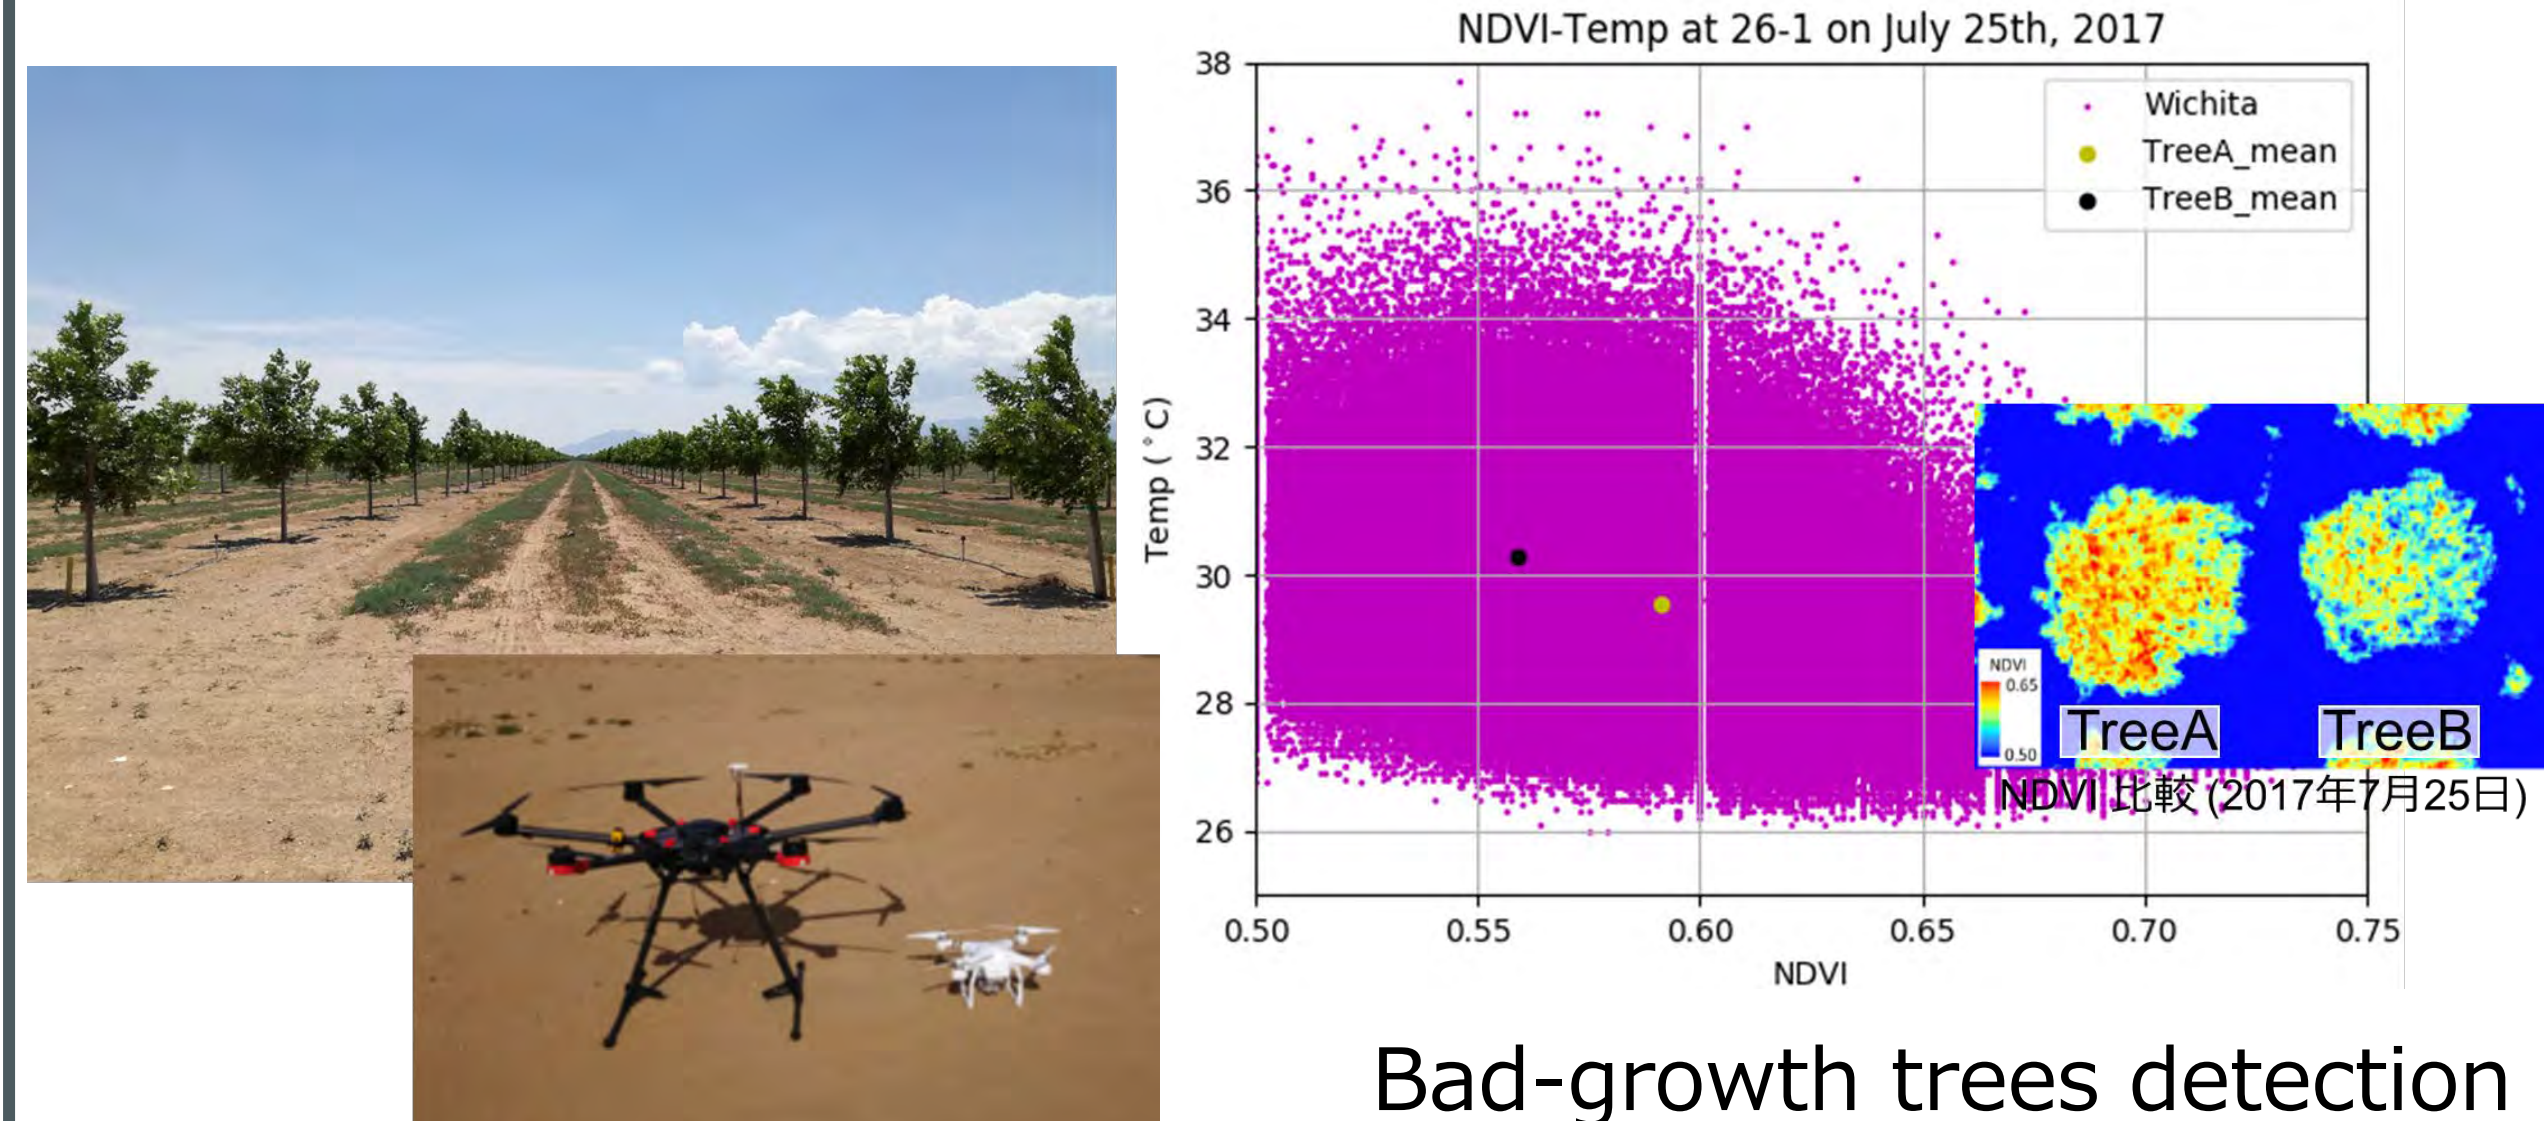 NDVI-Temp at 26-1 on July 25th, 2017
38
36
34
32
30
28
26
Temp (°C)
Wichita
TreeA_mean
TreeB_mean
NDVI
0.65
0.50
TreeA
TreeB
NDVI 比較 (2017年7月25日)
0.50 0.55 0.60 0.65 0.70 0.75
NDVI
Bad-growth trees detection